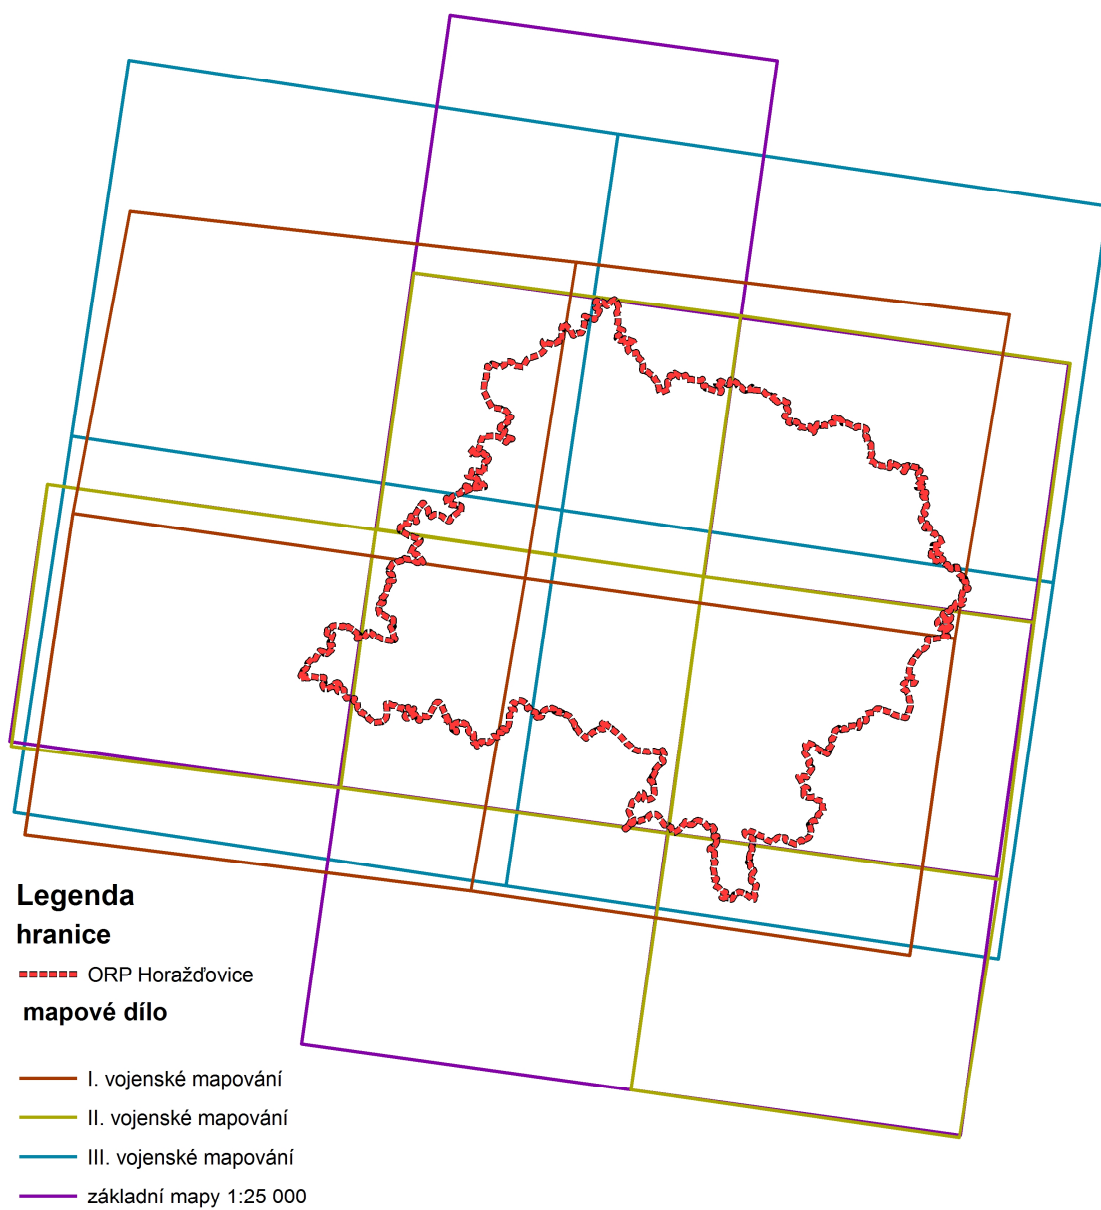 Legenda
hranice
ORP Horažďovice
mapové dílo
I. vojenské mapování
II. vojenské mapování
III. vojenské mapování
základní mapy 1:25 000